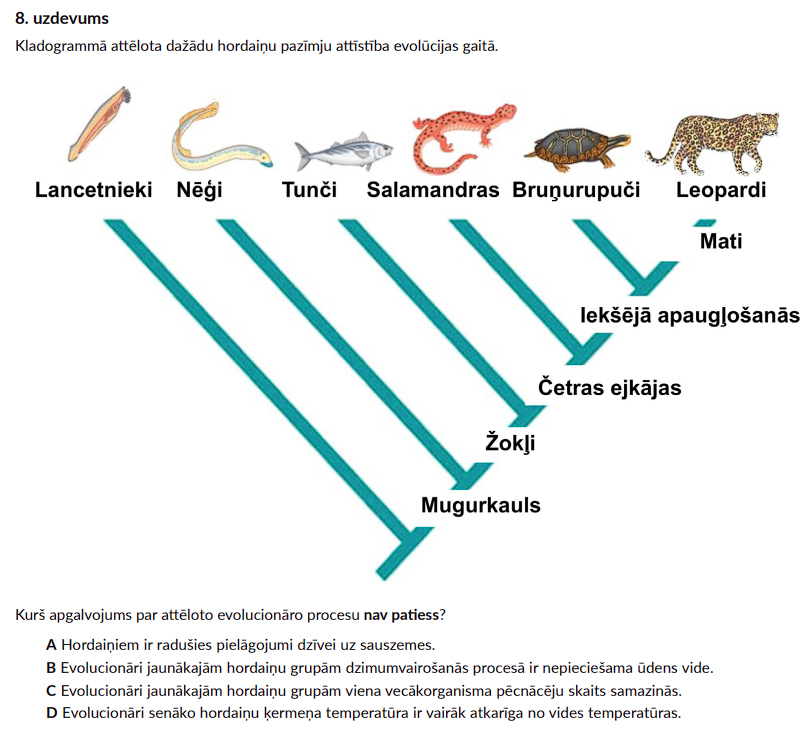 8. uzdevums
Kladogrammā attēlota dažādu hordaiņu pazīmju attīstība evolūcijas gaitā.
Lancetnieki Nēģi Tunči Salamandras Bruņurupuči Leopardi
Mati
Iekšējā apaugļošanās
Četras ejkājas
Žokļi
Mugurkauls
Kurš apgalvojums par attēloto evolucionāro procesu nav patiess?
A Hordaiņiem ir radušies pielāgojumi dzīvei uz sauszemes.
B Evolucionāri jaunākajām hordaiņu grupām dzimumvairošanās procesā ir nepieciešama ūdens vide.
C Evolucionāri jaunākajām hordaiņu grupām viena vecākorganisma pēcnācēju skaits samazinās.
D Evolucionāri senāko hordaiņu ķermeņa temperatūra ir vairāk atkarīga no vides temperatūras.